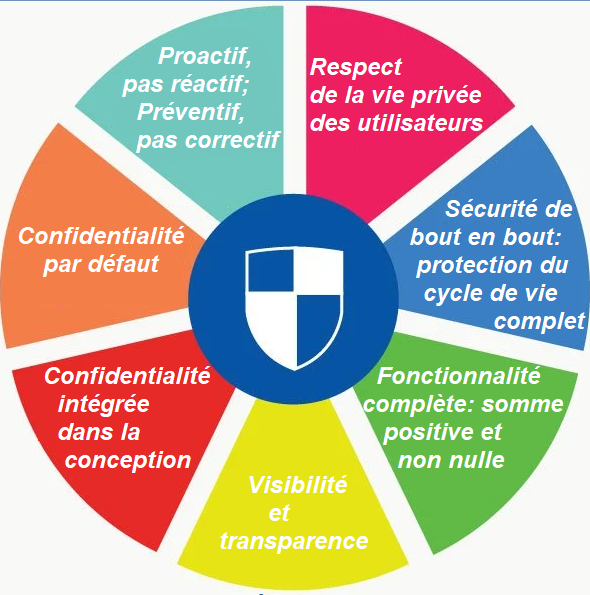 Proactif,
pas réactif;
Préventif,
pas correctif
Respect
de la vie privée
des utilisateurs
Sécurité de
bout en bout:
protection du
cycle de vie
complet
Fonctionnalité
complète: somme
positive et
non nulle
Visibilité
et
transparence
Confidentialité
intégrée
dans la
conception
Confidentialité
par défaut